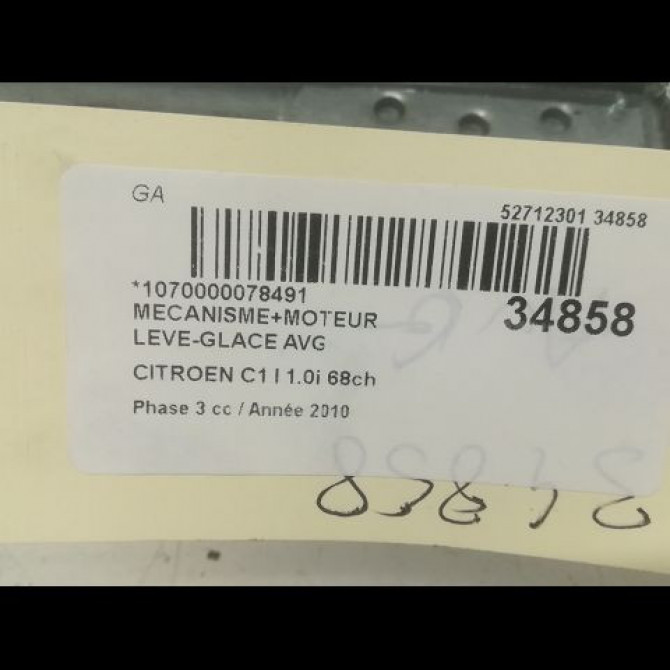 GA
52712301 34858
*1070000078491
34858
MECANISME+MOTEUR
LEVE-GLACE AVG
CITROEN C1 I 1.0i 68ch
Phase 3 cc / Année 2010
34858